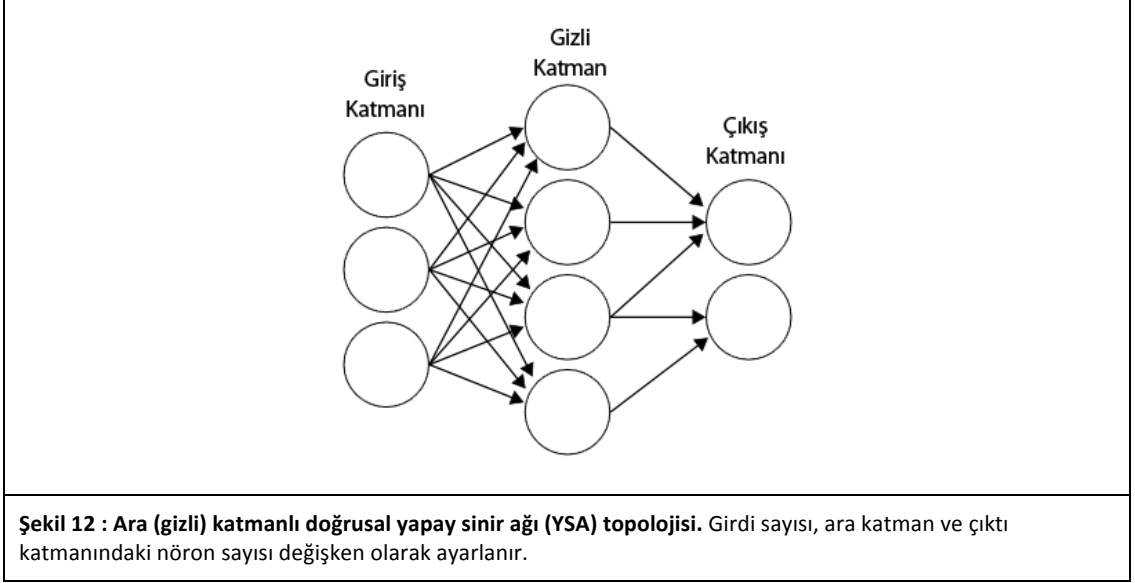 Gizli
Katman
Giriş
Katmanı
Çıkış
Katmanı
Şekil 12 : Ara (gizli) katmanlı doğrusal yapay sinir ağı (YSA) topolojisi. Girdi sayısı, ara katman ve çıktı
katmanındaki nöron sayısı değişken olarak ayarlanır.